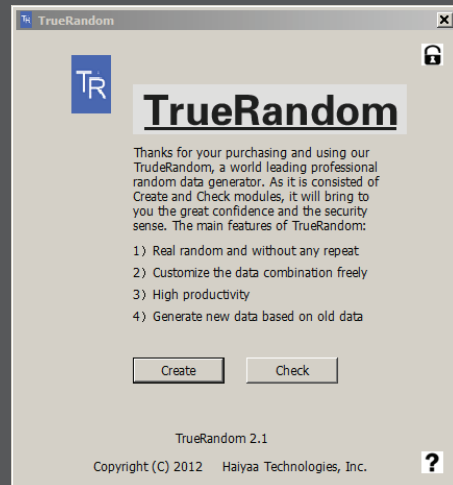 TR TrueRandom
TR
TrueRandom
Thanks for your purchasing and using our
TrudeRandom, a world leading professional
random data generator. As it is consisted of
Create and Check modules, it will bring to
you the great confidence and the security
sense. The main features of TrueRandom:
1) Real random and without any repeat
2) Customize the data combination freely
3) High productivity
4) Generate new data based on old data
Create Check
TrueRandom 2.1
Copyright (C) 2012 Haiyaa Technologies, Inc. ?